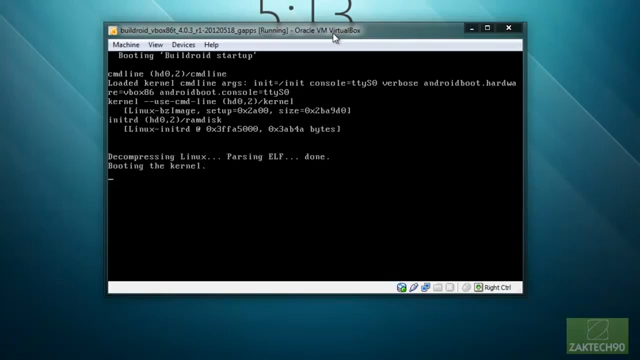 5:13
buildroid_vbox86t_4.0.3_r1-20120518_gapps [Running] - Oracle VM VirtualBox
Machine View Devices Help
Booting 'Buildroid startup'
cmdline (hd0,2)/cmdline
Loaded kernel cmdline args: init=/init console=ttyS0 verbose androidboot.hardwa
re=vbox86 androidboot.console=ttyS0
kernel --use-cmd-line (hd0,2)/kernel
[Linux-bzImage, setup=0x2a00, size=0x2ba9d0]
initrd (hd0,2)/ramdisk
[Linux-initrd @ 0x3ffa5000, 0x3ab4a bytes]
Decompressing Linux... Parsing ELF... done.
Booting the kernel.
Right Ctrl
ZAKTECH90